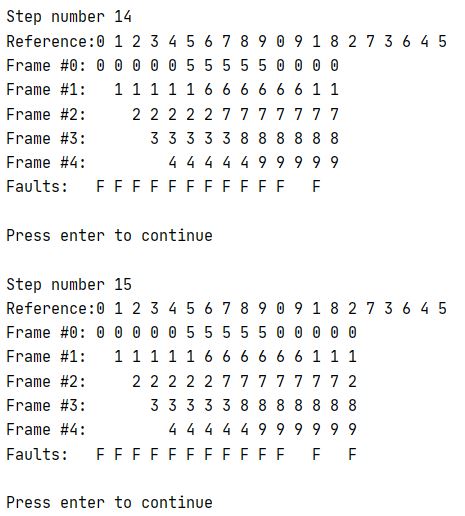 Step number 14
Reference:0 1 2 3 4 5 6 7 8 9 0 9 1 8 2 7 3 6 4 5
Frame #0: 0 0 0 0 0 5 5 5 5 5 0 0 0 0
Frame #1:   1 1 1 1 1 6 6 6 6 6 6 1 1
Frame #2:     2 2 2 2 2 7 7 7 7 7 7 7
Frame #3:       3 3 3 3 3 8 8 8 8 8 8
Frame #4:         4 4 4 4 4 9 9 9 9 9
Faults:   F F F F F F F F F F F   F
Press enter to continue
Step number 15
Reference:0 1 2 3 4 5 6 7 8 9 0 9 1 8 2 7 3 6 4 5
Frame #0: 0 0 0 0 0 5 5 5 5 5 0 0 0 0 0
Frame #1:   1 1 1 1 1 6 6 6 6 6 6 1 1 1
Frame #2:     2 2 2 2 2 7 7 7 7 7 7 7 2
Frame #3:       3 3 3 3 3 8 8 8 8 8 8 8
Frame #4:         4 4 4 4 4 9 9 9 9 9 9
Faults:   F F F F F F F F F F F   F   F
Press enter to continue